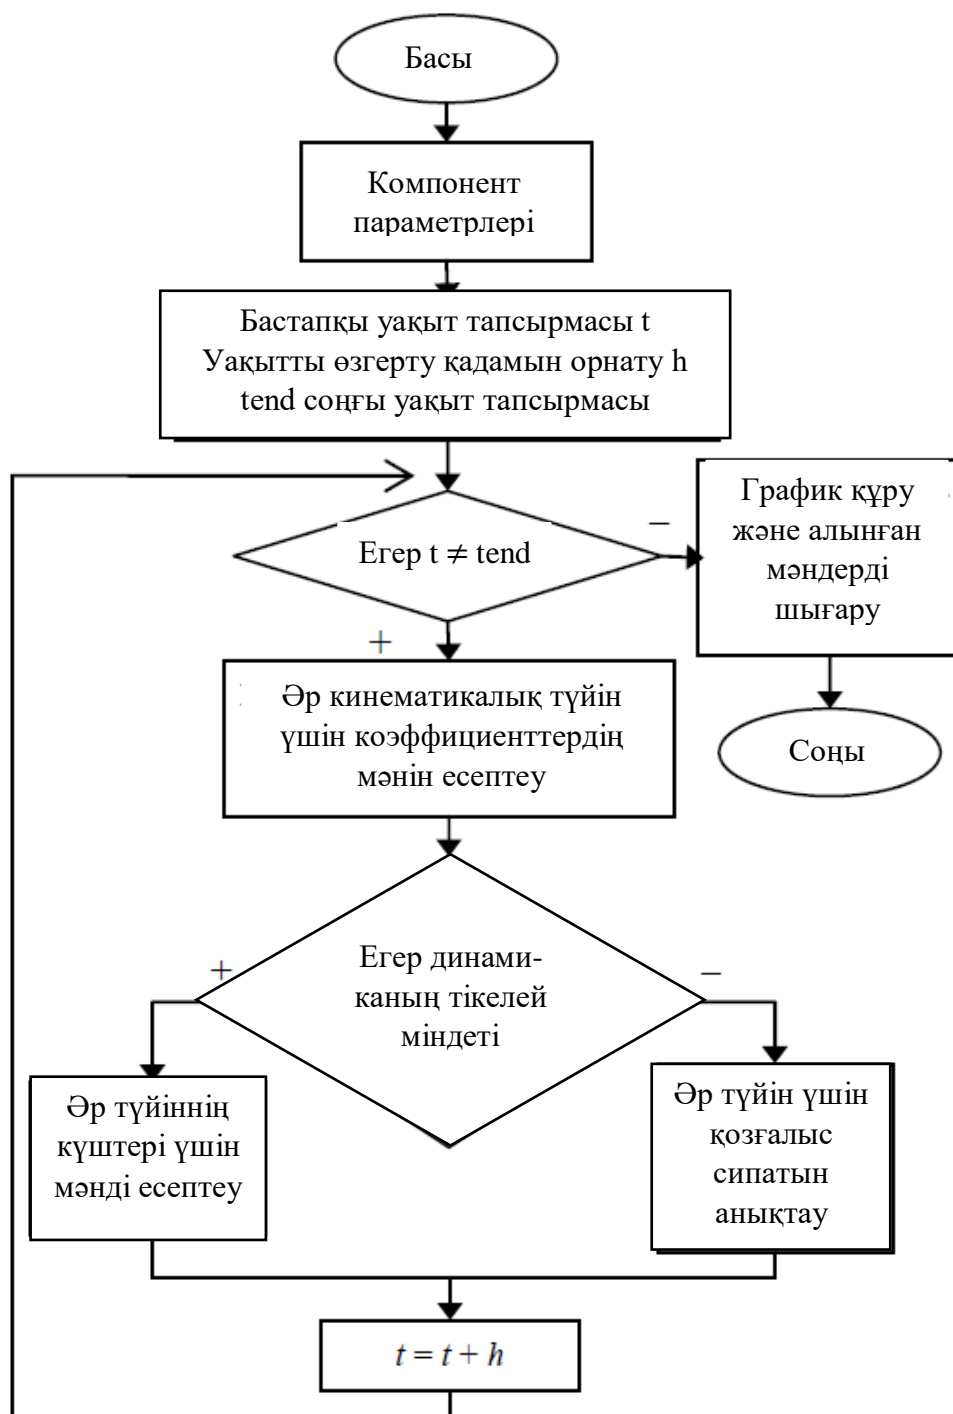 Басы
Компонент
параметрлері
Бастапқы уақыт тапсырмасы t
Уақытты өзгерту қадамын орнату h
tend соңғы уақыт тапсырмасы
Егер t ≠ tend
–
График құру
және алынған
мәндерді
шығару
Соңы
+
Әр кинематикалық түйін
үшін коэффициенттердің
мәнін есептеу
Егер динами-
каның тікелей
міндеті
+
–
Әр түйіннің
күштері үшін
мәнді есептеу
Әр түйін үшін
қозғалыс
сипатын
анықтау
t = t + h